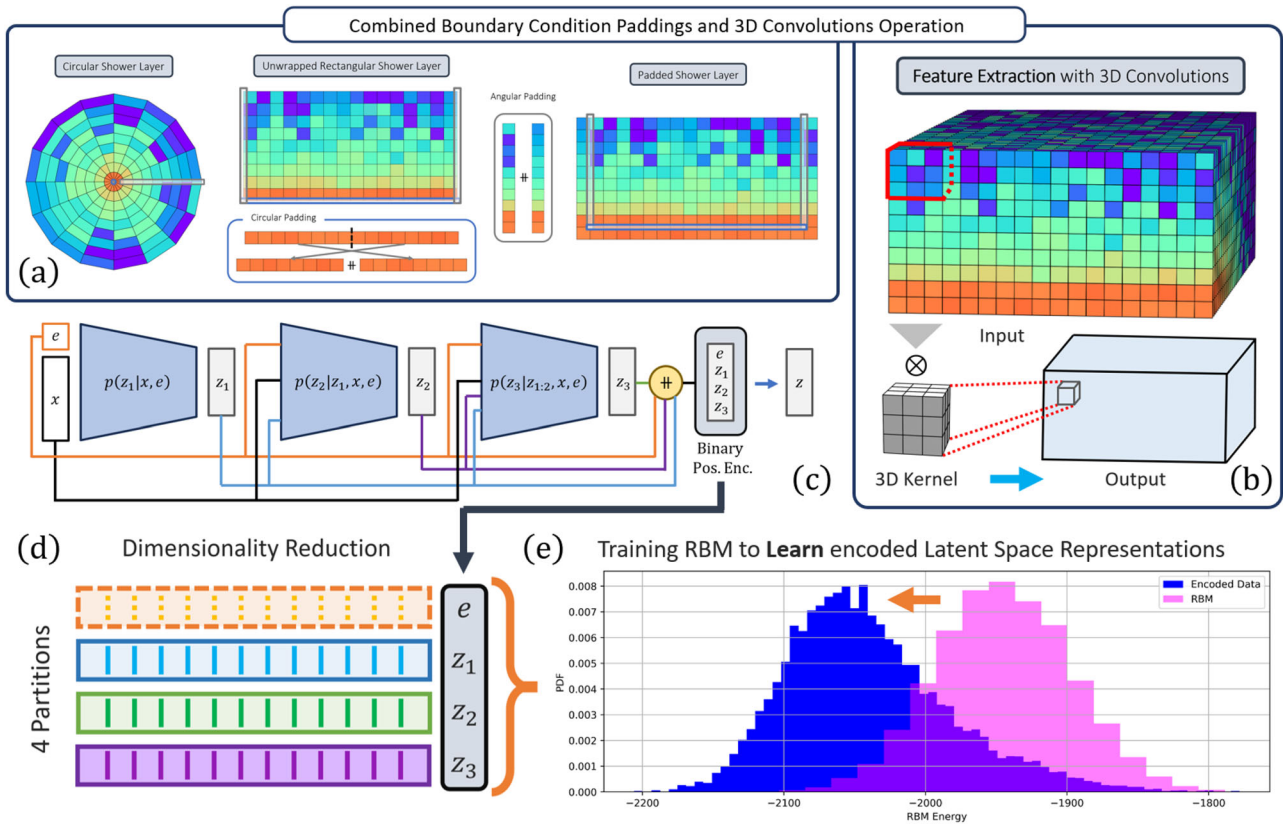 Combined Boundary Condition Paddings and 3D Convolutions Operation
Circular Shower Layer
Unwrapped Rectangular Shower Layer
Angular Padding
Padded Shower Layer
⧺
Circular Padding
⧺
(a)
Feature Extraction with 3D Convolutions
Input
⊗
3D Kernel
Output
(b)
e
x
p(z₁|x, e)
z₁
p(z₂|z₁, x, e)
z₂
p(z₃|z₁:₂, x, e)
z₃
⧺
e
z₁
z₂
z₃
z
Binary
Pos. Enc.
(c)
(d)
Dimensionality Reduction
4 Partitions
e
z₁
z₂
z₃
(e)
Training RBM to Learn encoded Latent Space Representations
Encoded Data
RBM
PDF
0.008
0.007
0.006
0.005
0.004
0.003
0.002
0.001
0.000
−2200
−2100
−2000
−1900
−1800
RBM Energy